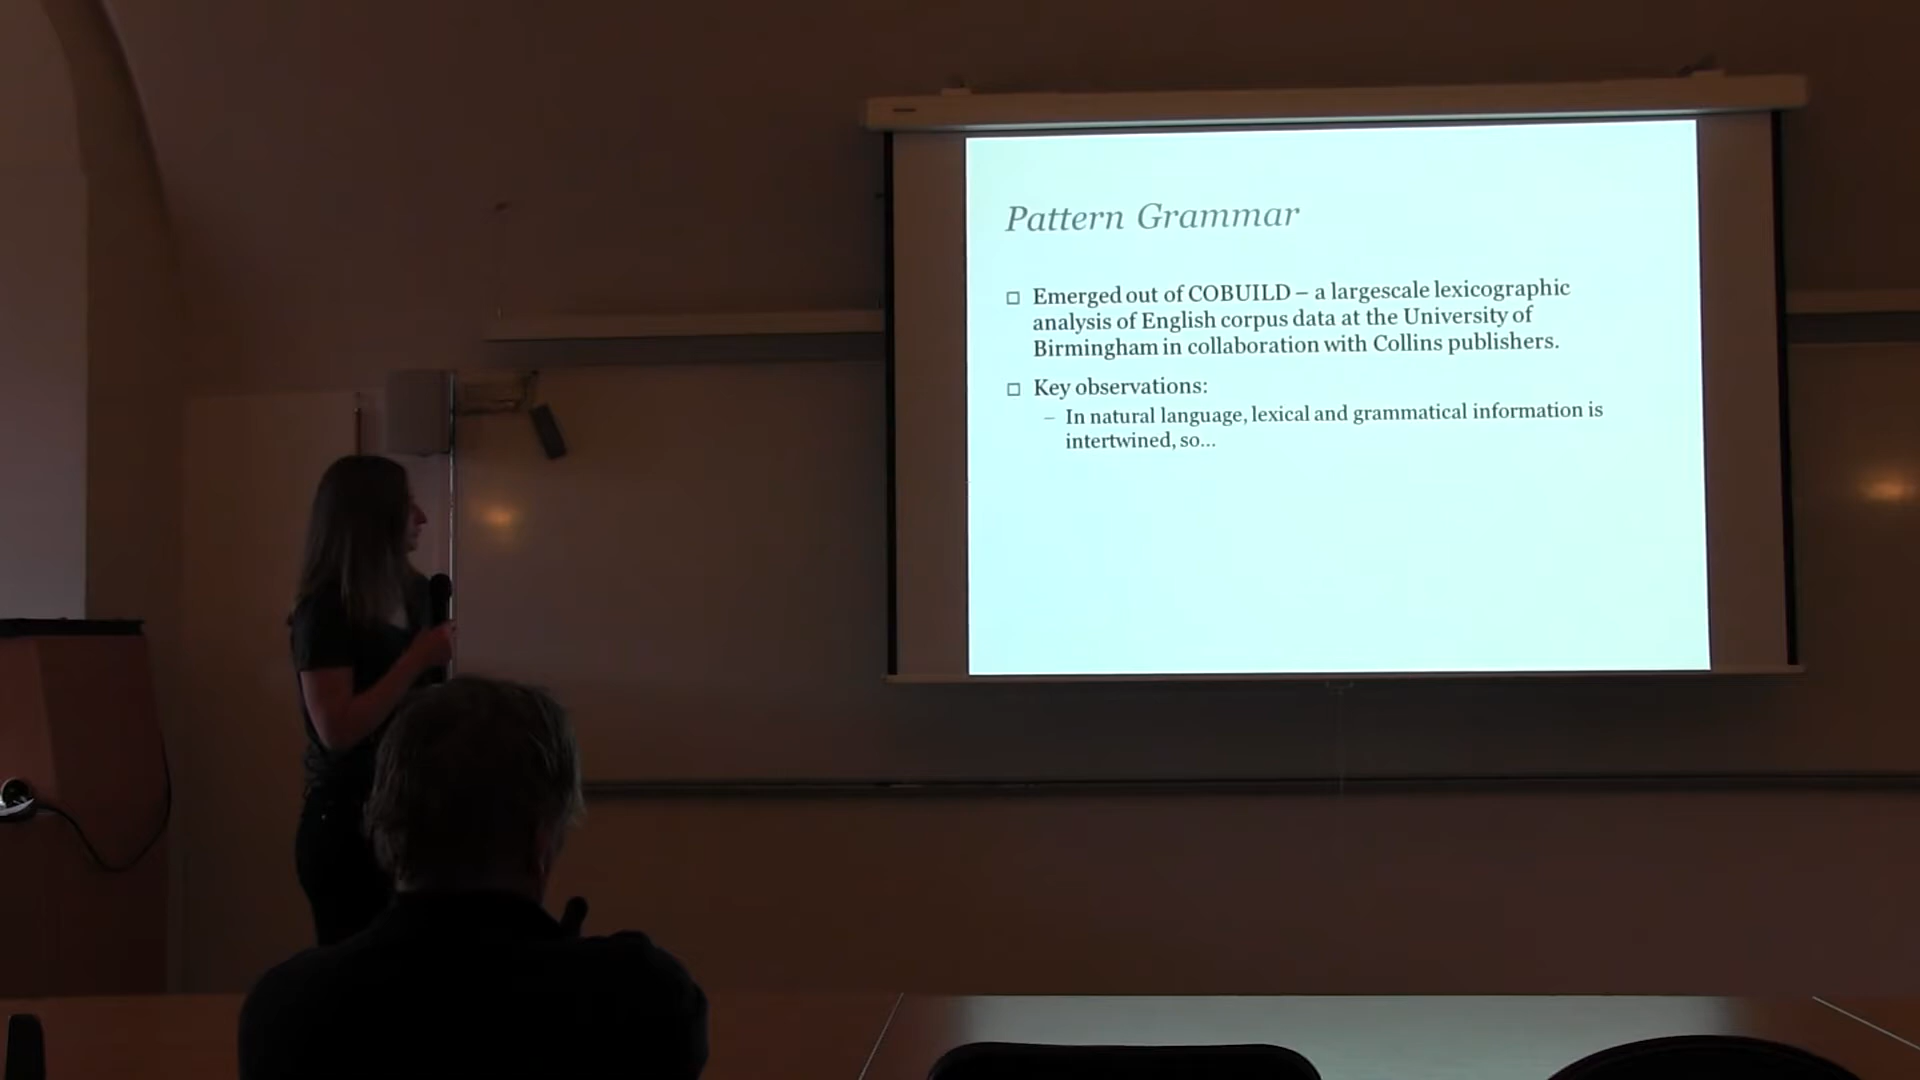 Pattern Grammar
□ Emerged out of COBUILD – a largescale lexicographic
analysis of English corpus data at the University of
Birmingham in collaboration with Collins publishers.
□ Key observations:
– In natural language, lexical and grammatical information is
intertwined, so...